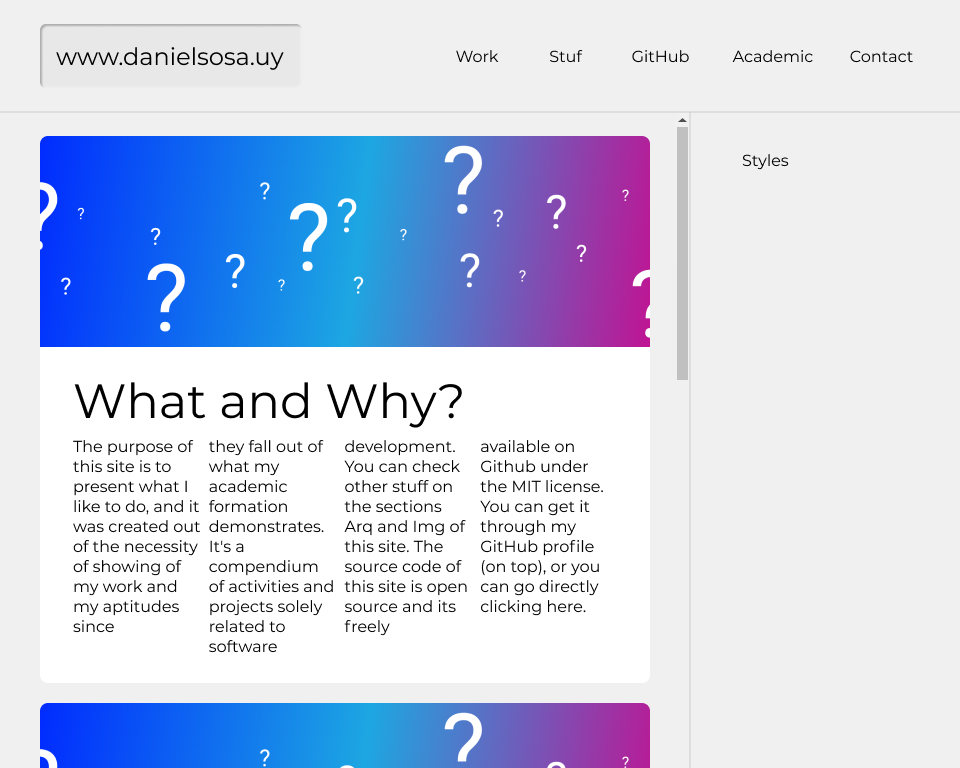 www.danielsosa.uy
Work
Stuf
GitHub
Academic
Contact
Styles
? ? ? ? ? ? ? ? ? ? ? ? ? ? ? ? ? ? ? ?
What and Why?
The purpose of
this site is to
present what I
like to do, and it
was created out
of the necessity
of showing of
my work and
my aptitudes
since
they fall out of
what my
academic
formation
demonstrates.
It's a
compendium
of activities and
projects solely
related to
software
development.
You can check
other stuff on
the sections
Arq and Img of
this site. The
source code of
this site is open
source and its
freely
available on
Github under
the MIT license.
You can get it
through my
GitHub profile
(on top), or you
can go directly
clicking here.
? ? ?